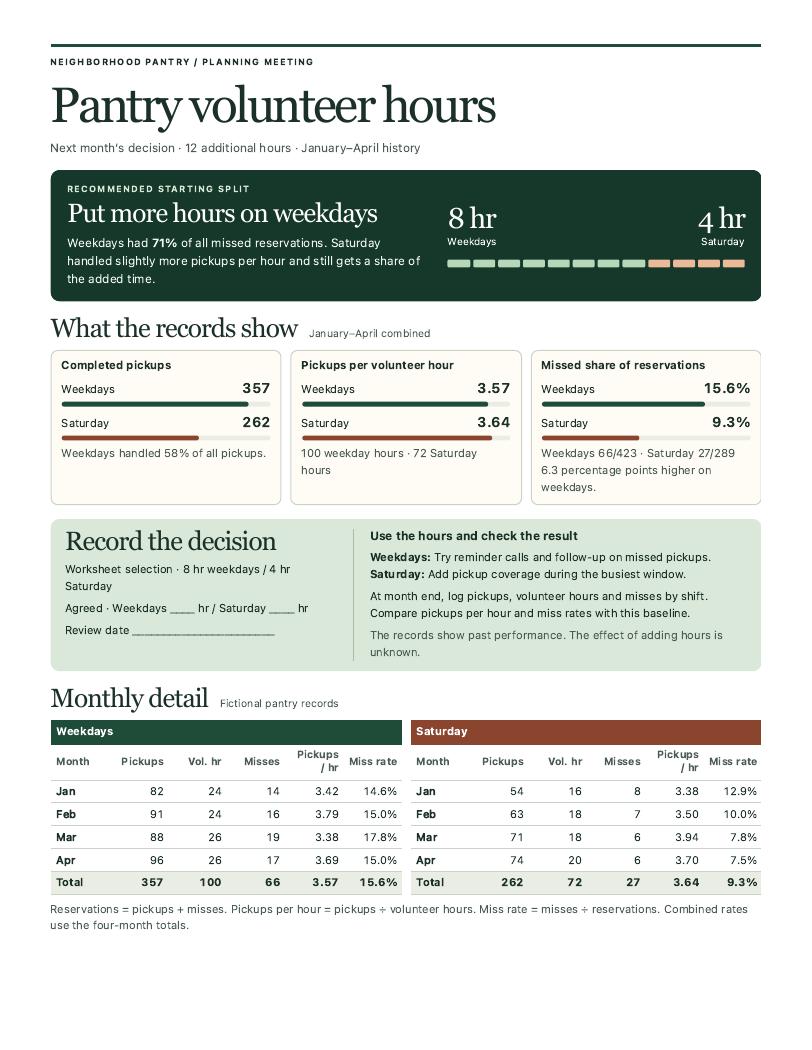 NEIGHBORHOOD PANTRY / PLANNING MEETING
Pantry volunteer hours
Next month's decision · 12 additional hours · January–April history
RECOMMENDED STARTING SPLIT
Put more hours on weekdays
Weekdays had 71% of all missed reservations. Saturday
handled slightly more pickups per hour and still gets a share of
the added time.
8 hr 4 hr
Weekdays Saturday
What the records show January–April combined
Completed pickups
Weekdays 357
Saturday 262
Weekdays handled 58% of all pickups.
Pickups per volunteer hour
Weekdays 3.57
Saturday 3.64
100 weekday hours · 72 Saturday
hours
Missed share of reservations
Weekdays 15.6%
Saturday 9.3%
Weekdays 66/423 · Saturday 27/289
6.3 percentage points higher on
weekdays.
Record the decision
Worksheet selection · 8 hr weekdays / 4 hr
Saturday
Agreed · Weekdays ____ hr / Saturday ____ hr
Review date ______________________
Use the hours and check the result
Weekdays: Try reminder calls and follow-up on missed pickups.
Saturday: Add pickup coverage during the busiest window.
At month end, log pickups, volunteer hours and misses by shift.
Compare pickups per hour and miss rates with this baseline.
The records show past performance. The effect of adding hours is
unknown.
Monthly detail Fictional pantry records
Weekdays
Month Pickups Vol. hr Misses Pickups / hr Miss rate
Jan 82 24 14 3.42 14.6%
Feb 91 24 16 3.79 15.0%
Mar 88 26 19 3.38 17.8%
Apr 96 26 17 3.69 15.0%
Total 357 100 66 3.57 15.6%
Saturday
Month Pickups Vol. hr Misses Pickups / hr Miss rate
Jan 54 16 8 3.38 12.9%
Feb 63 18 7 3.50 10.0%
Mar 71 18 6 3.94 7.8%
Apr 74 20 6 3.70 7.5%
Total 262 72 27 3.64 9.3%
Reservations = pickups + misses. Pickups per hour = pickups ÷ volunteer hours. Miss rate = misses ÷ reservations. Combined rates
use the four-month totals.